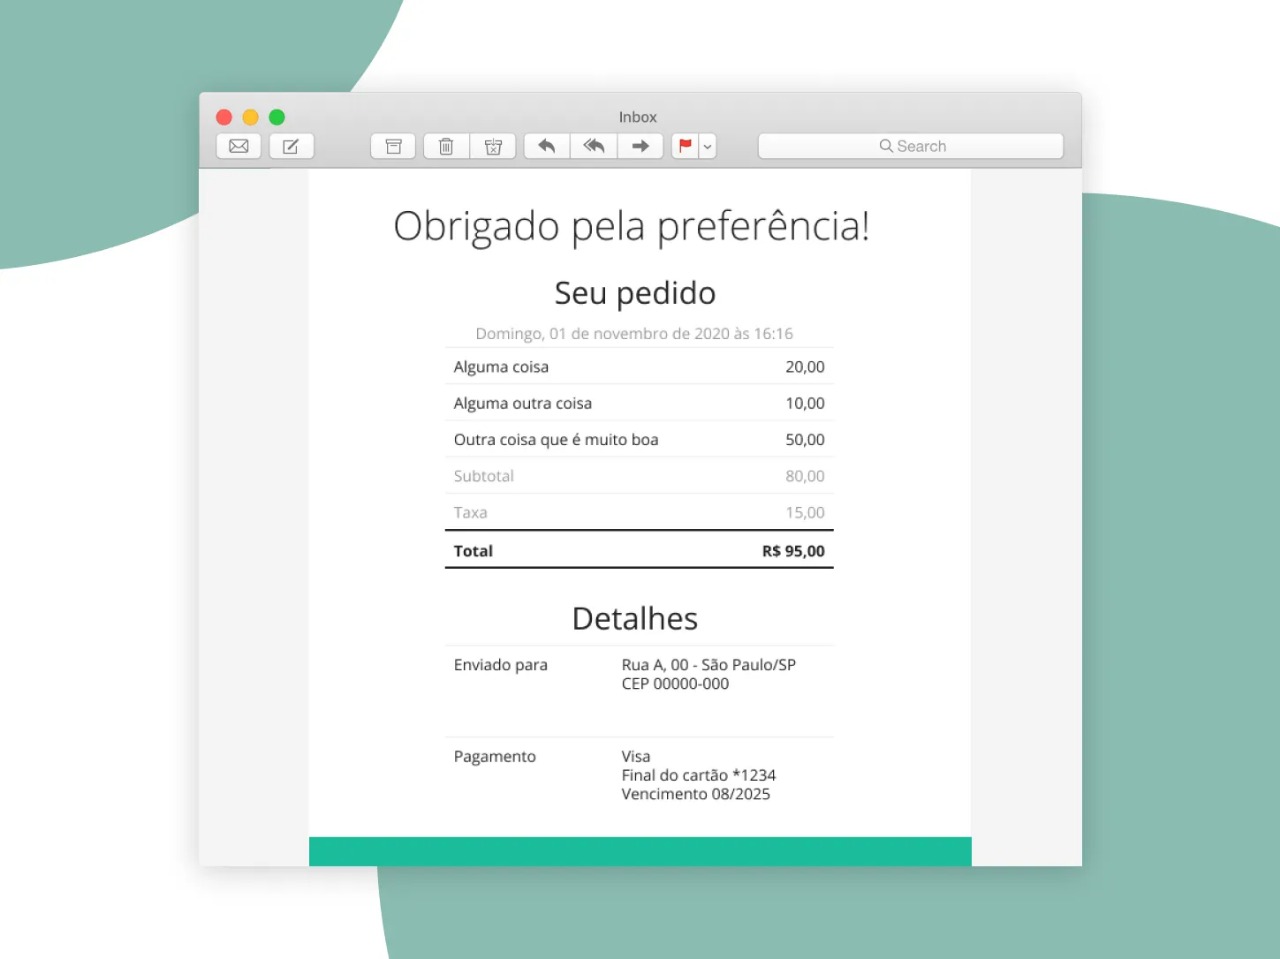 Inbox
Search
Obrigado pela preferência!
Seu pedido
Domingo, 01 de novembro de 2020 às 16:16
Alguma coisa 20,00
Alguma outra coisa 10,00
Outra coisa que é muito boa 50,00
Subtotal 80,00
Taxa 15,00
Total R$ 95,00
Detalhes
Enviado para Rua A, 00 - São Paulo/SP
CEP 00000-000
Pagamento Visa
Final do cartão *1234
Vencimento 08/2025